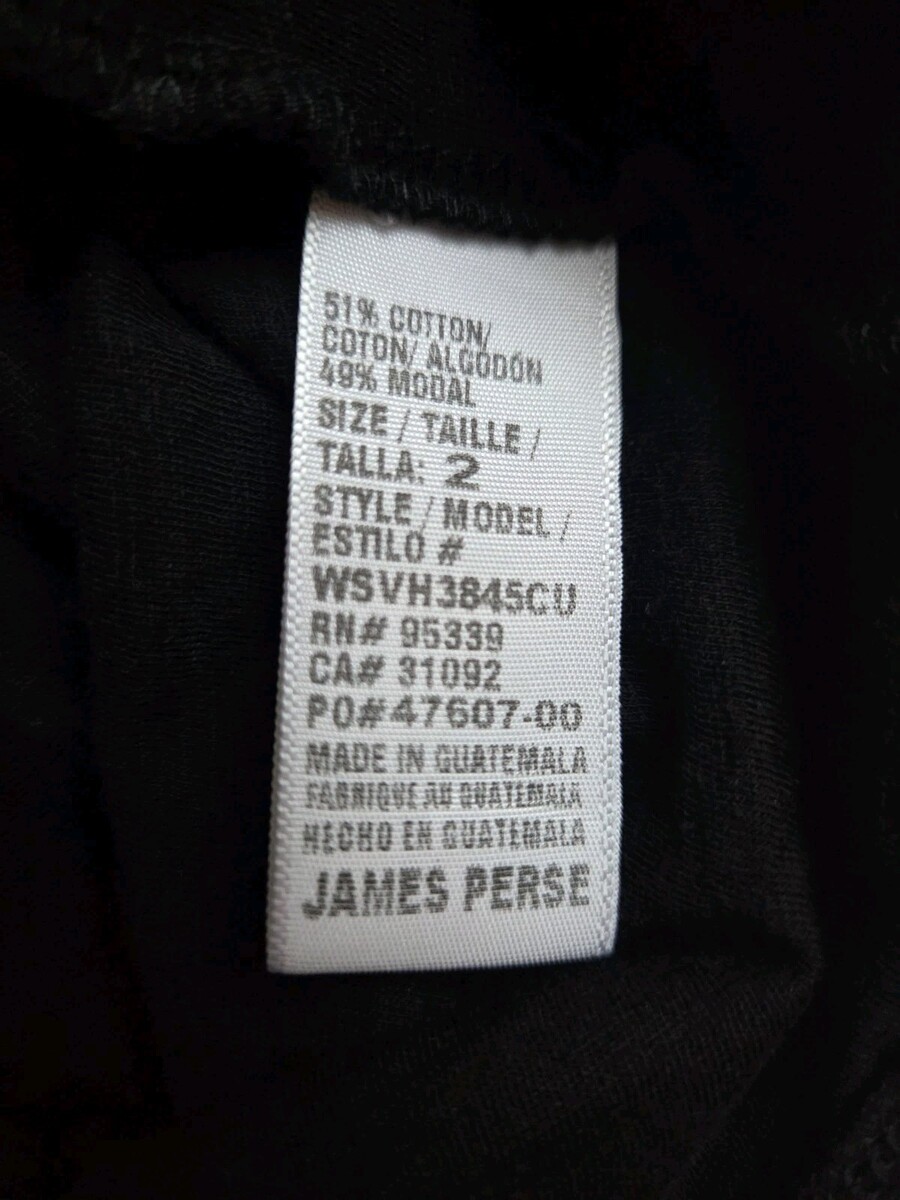 51% COTTON/
COTON/ ALGODÓN
49% MODAL
SIZE / TAILLE /
TALLA: 2
STYLE / MODEL /
ESTILO #
WSVH3845CU
RN# 95339
CA# 31092
PO#47607-00
MADE IN GUATEMALA
FABRIQUE AU GUATEMALA
HECHO EN GUATEMALA
JAMES PERSE